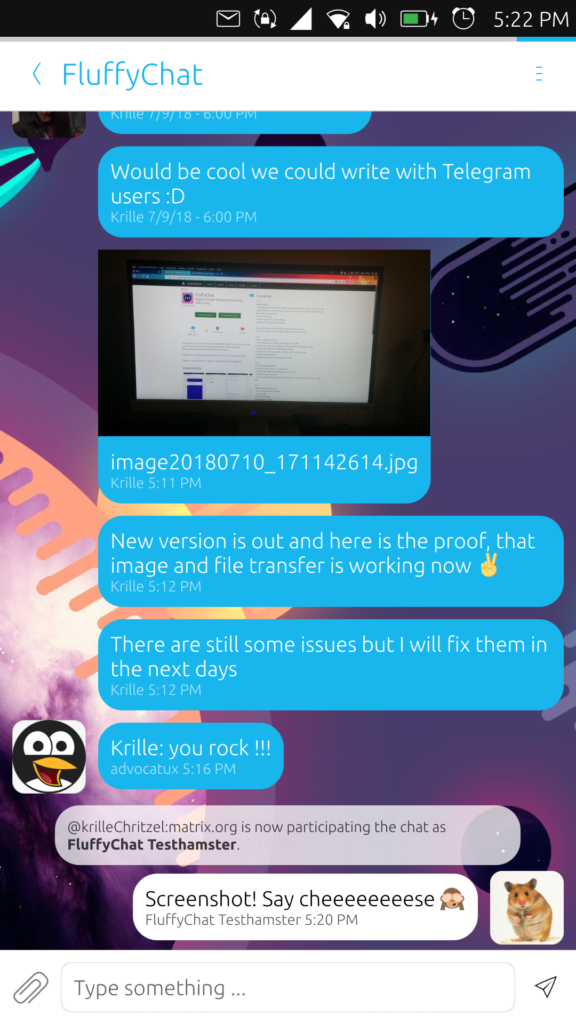 5:22 PM
FluffyChat
Krille 7/9/18 - 6:00 PM
Would be cool we could write with Telegram
users :D
Krille 7/9/18 - 6:00 PM
FluffyChat
image20180710_171142614.jpg
Krille 5:11 PM
New version is out and here is the proof, that
image and file transfer is working now ✌
Krille 5:12 PM
There are still some issues but I will fix them in
the next days
Krille 5:12 PM
Krille: you rock !!!
advocatux 5:16 PM
@krilleChritzel:matrix.org is now participating the chat as
FluffyChat Testhamster.
Screenshot! Say cheeeeeeeese 🙈
FluffyChat Testhamster 5:20 PM
Type something ...